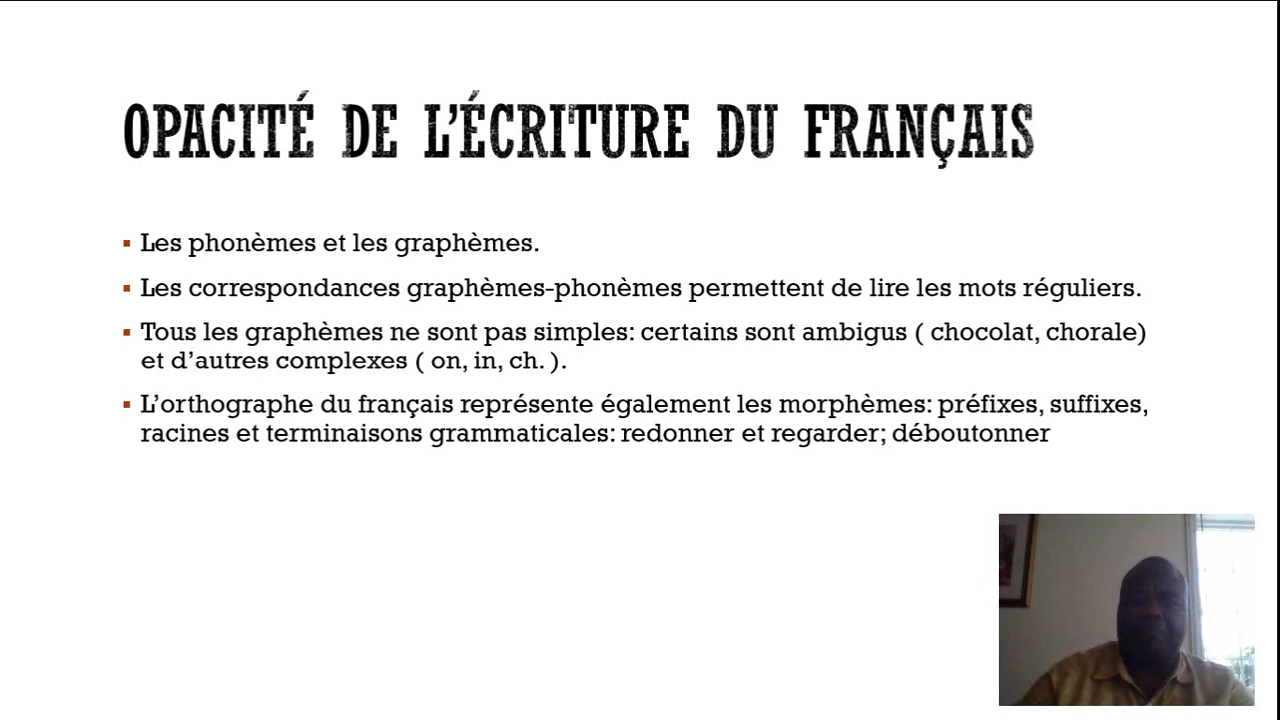 OPACITÉ DE L’ÉCRITURE DU FRANÇAIS
Les phonèmes et les graphèmes.
Les correspondances graphèmes-phonèmes permettent de lire les mots réguliers.
Tous les graphèmes ne sont pas simples: certains sont ambigus ( chocolat, chorale)
et d’autres complexes ( on, in, ch. ).
L’orthographe du français représente également les morphèmes: préfixes, suffixes,
racines et terminaisons grammaticales: redonner et regarder; déboutonner